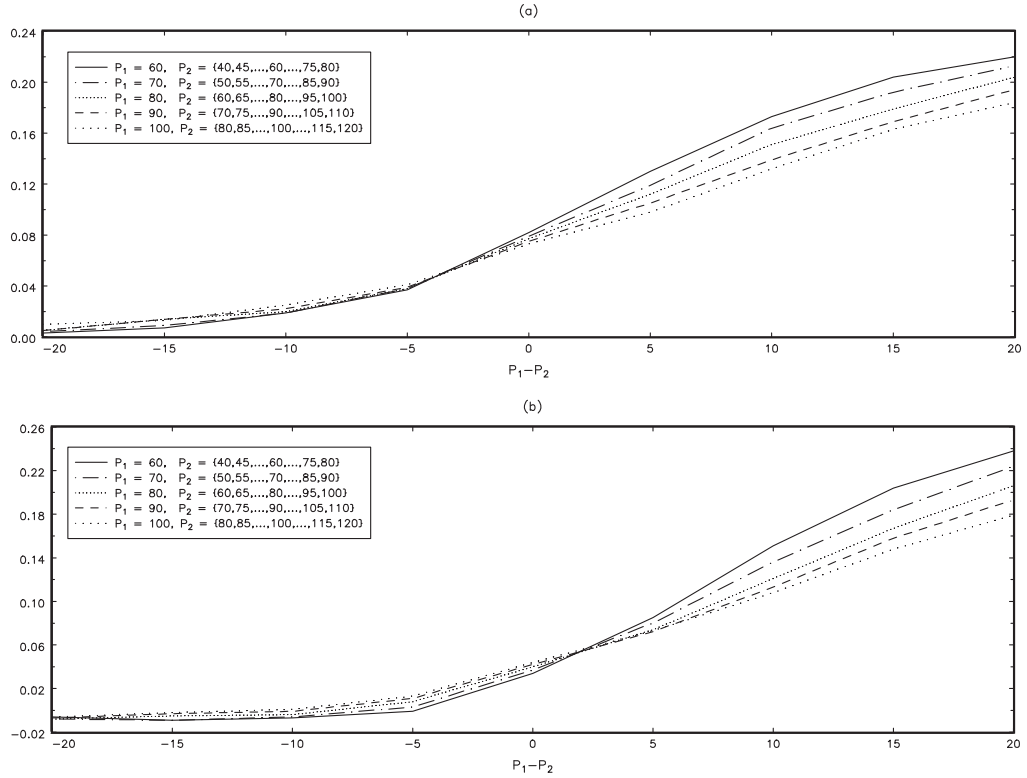 (a)
0.24
0.20
0.16
0.12
0.08
0.04
0.00
P₁ = 60, P₂ = {40,45,...,60,...,75,80}
P₁ = 70, P₂ = {50,55,...,70,...,85,90}
P₁ = 80, P₂ = {60,65,...,80,...,95,100}
P₁ = 90, P₂ = {70,75,...,90,...,105,110}
P₁ = 100, P₂ = {80,85,...,100,...,115,120}
−20 −15 −10 −5 0 5 10 15 20
P₁−P₂
(b)
0.26
0.22
0.18
0.14
0.10
0.06
0.02
−0.02
P₁ = 60, P₂ = {40,45,...,60,...,75,80}
P₁ = 70, P₂ = {50,55,...,70,...,85,90}
P₁ = 80, P₂ = {60,65,...,80,...,95,100}
P₁ = 90, P₂ = {70,75,...,90,...,105,110}
P₁ = 100, P₂ = {80,85,...,100,...,115,120}
−20 −15 −10 −5 0 5 10 15 20
P₁−P₂